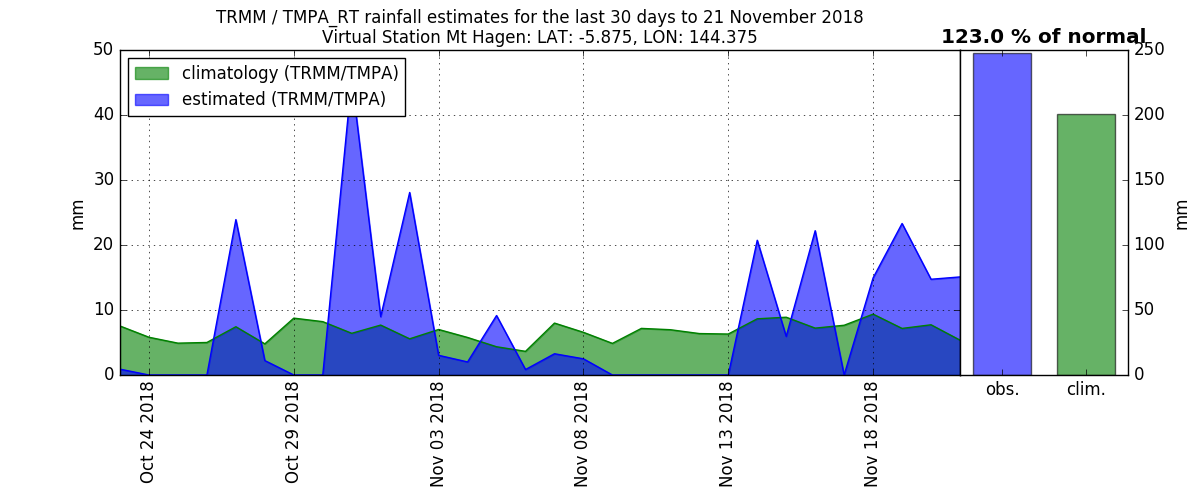 TRMM / TMPA_RT rainfall estimates for the last 30 days to 21 November 2018
Virtual Station Mt Hagen: LAT: -5.875, LON: 144.375
123.0 % of normal
climatology (TRMM/TMPA)
estimated (TRMM/TMPA)
50
40
30
20
10
0
mm
Oct 24 2018
Oct 29 2018
Nov 03 2018
Nov 08 2018
Nov 13 2018
Nov 18 2018
obs.
clim.
250
200
150
100
50
0
mm